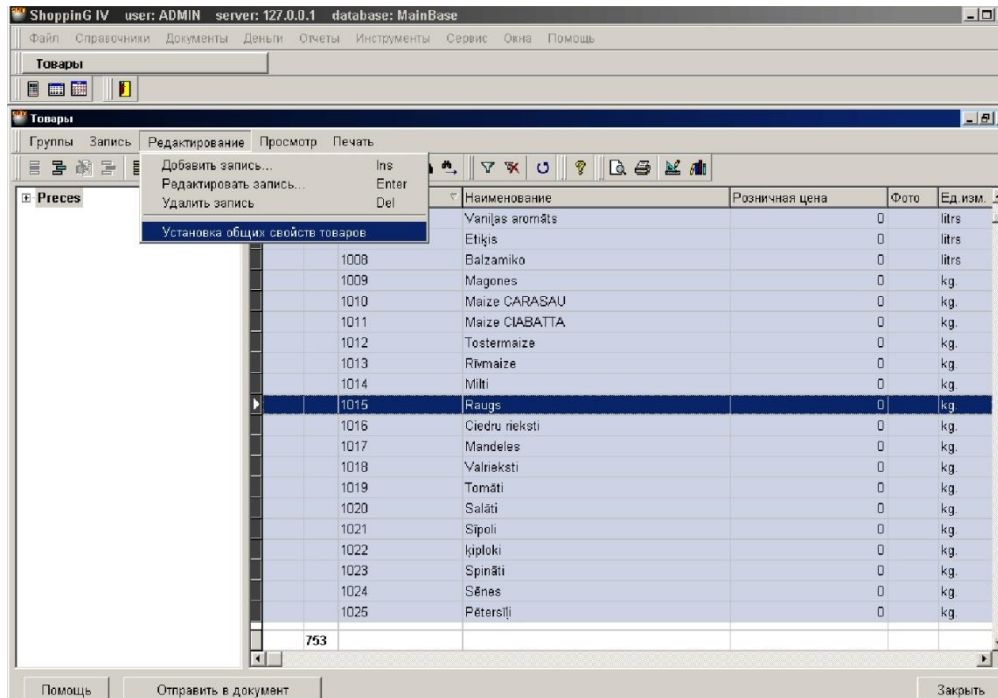 ShoppinG IV user: ADMIN server: 127.0.0.1 database: MainBase
Файл Справочники Документы Деньги Отчеты Инструменты Сервис Окна Помощь
Товары
Товары
Группы Запись Редактирование Просмотр Печать
Добавить запись... Ins
Редактировать запись... Enter
Удалить запись Del
Установка общих свойств товаров
Preces
Наименование Розничная цена Фото Ед.изм.
Vaniļas aromāts 0 litrs
Etiķis 0 litrs
1008 Balzamiko 0 litrs
1009 Magones 0 kg.
1010 Maize CARASAU 0 kg.
1011 Maize CIABATTA 0 kg.
1012 Tostermaize 0 kg.
1013 Rīvmaize 0 kg.
1014 Milti 0 kg.
1015 Raugs 0 kg.
1016 Ciedru rieksti 0 kg.
1017 Mandeles 0 kg.
1018 Valrieksti 0 kg.
1019 Tomāti 0 kg.
1020 Salāti 0 kg.
1021 Sīpoli 0 kg.
1022 ķiploki 0 kg.
1023 Spināti 0 kg.
1024 Sēnes 0 kg.
1025 Pētersīļi 0 kg.
753
Помощь Отправить в документ Закрыть